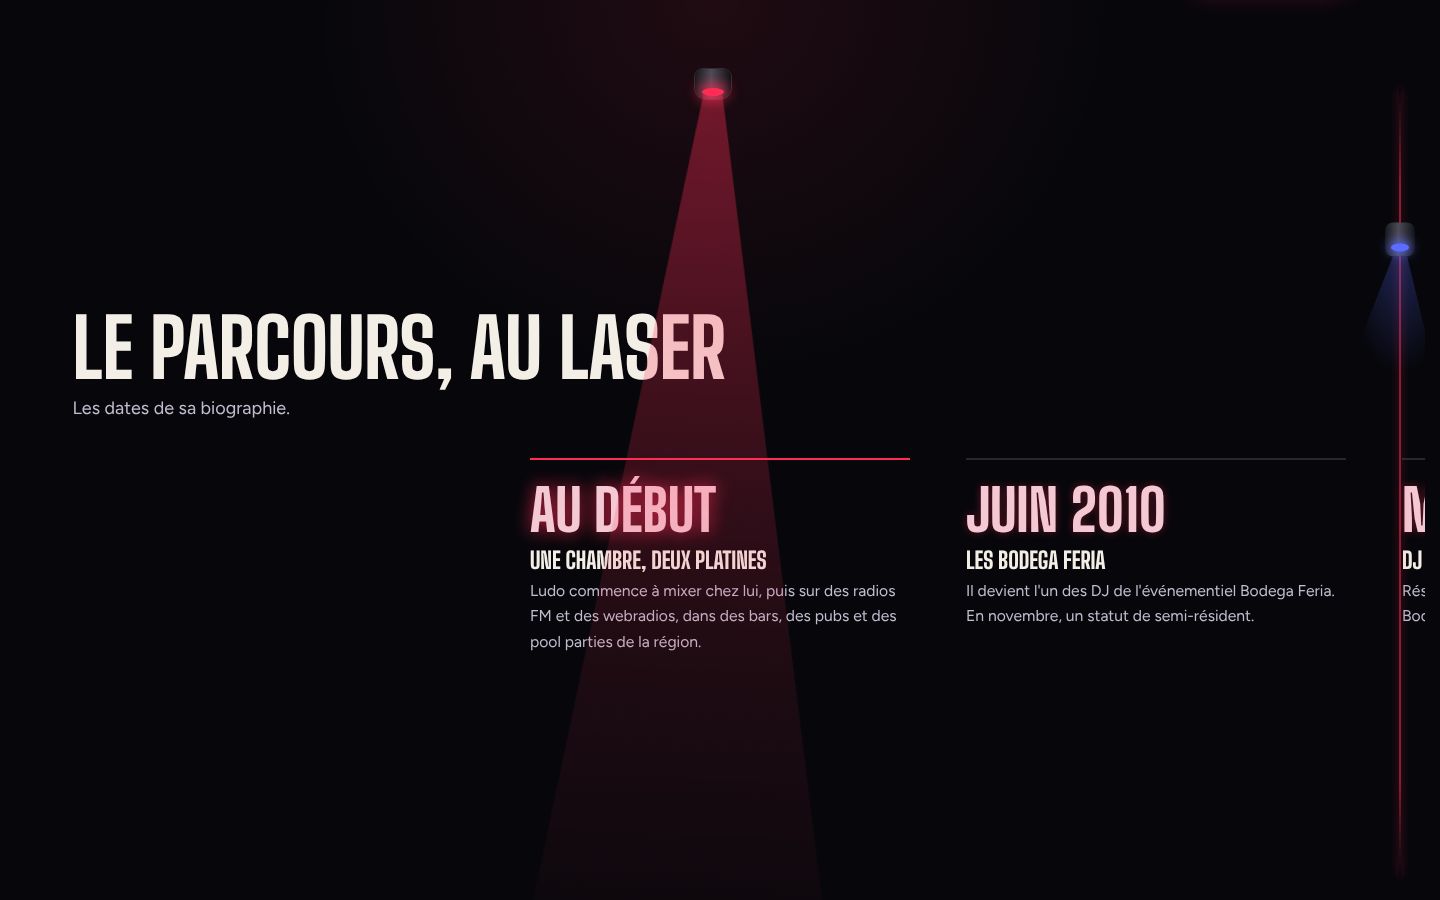 LE PARCOURS, AU LASER
Les dates de sa biographie.
AU DÉBUT
UNE CHAMBRE, DEUX PLATINES
Ludo commence à mixer chez lui, puis sur des radios
FM et des webradios, dans des bars, des pubs et des
pool parties de la région.
JUIN 2010
LES BODEGA FERIA
Il devient l'un des DJ de l'événementiel Bodega Feria.
En novembre, un statut de semi-résident.
DJ